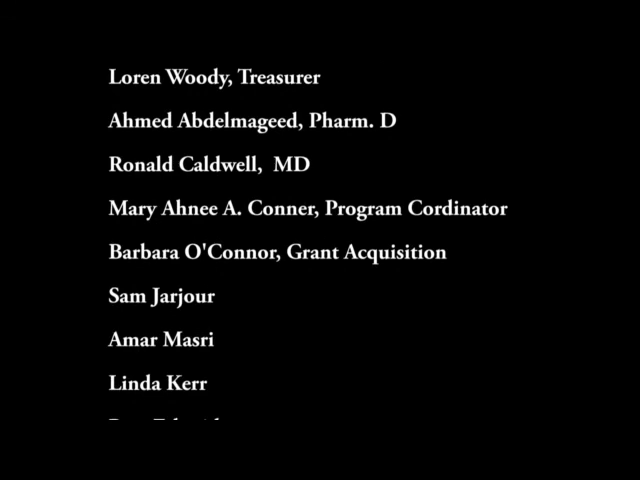 Loren Woody, Treasurer
Ahmed Abdelmageed, Pharm. D
Ronald Caldwell,  MD
Mary Ahnee A. Conner, Program Cordinator
Barbara O'Connor, Grant Acquisition
Sam Jarjour
Amar Masri
Linda Kerr